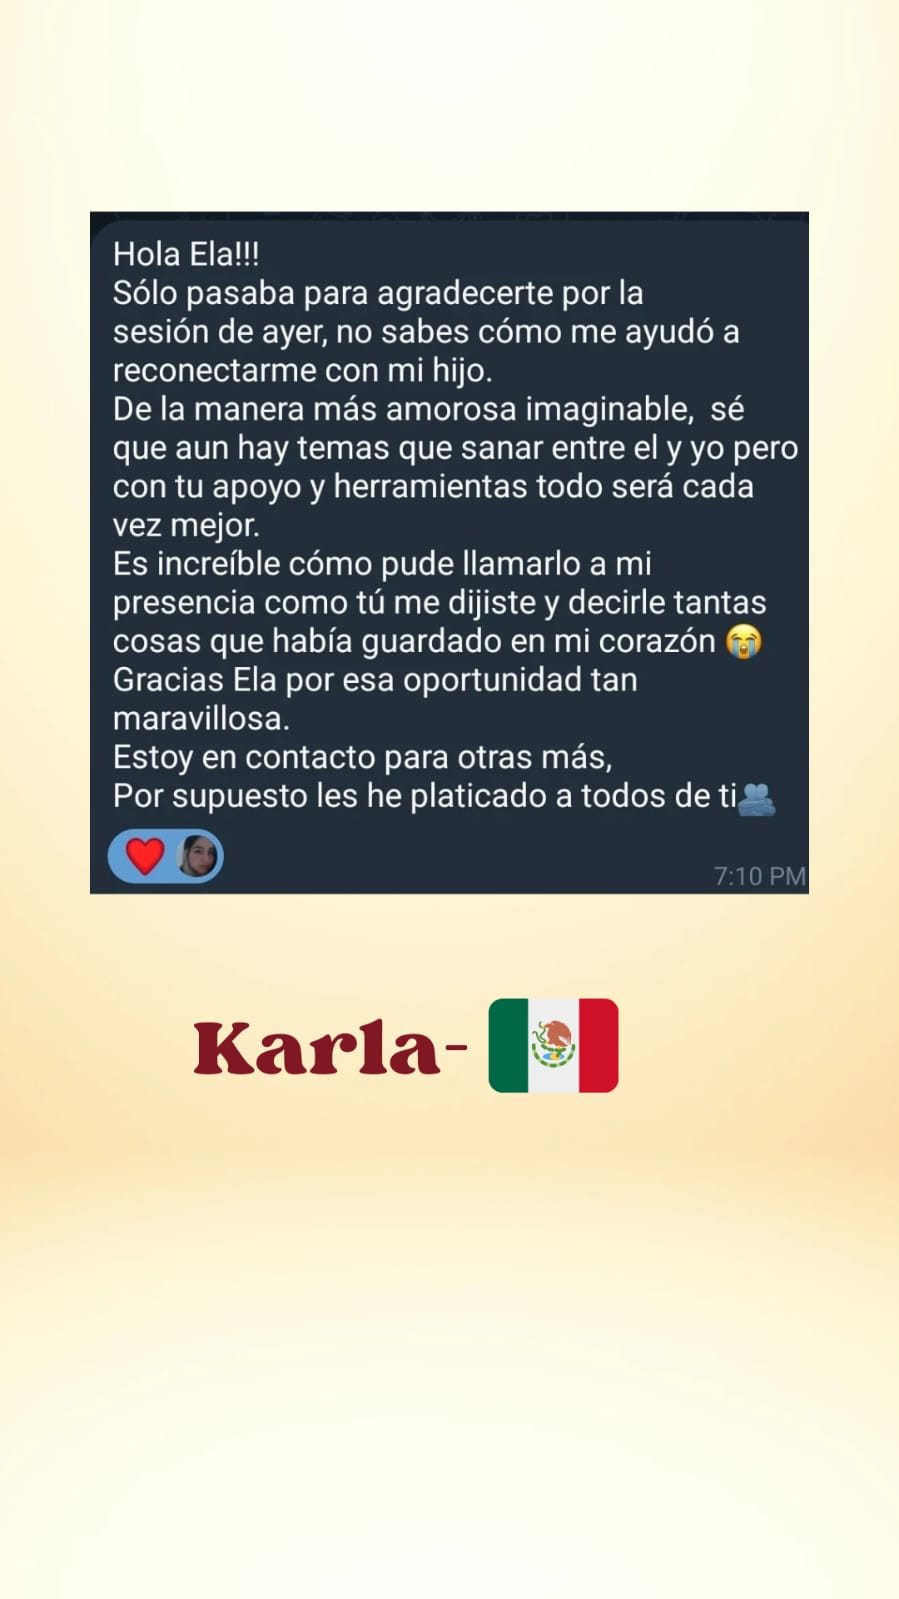 Hola Ela!!!
Sólo pasaba para agradecerte por la
sesión de ayer, no sabes cómo me ayudó a
reconectarme con mi hijo.
De la manera más amorosa imaginable,  sé
que aun hay temas que sanar entre el y yo pero
con tu apoyo y herramientas todo será cada
vez mejor.
Es increíble cómo pude llamarlo a mi
presencia como tú me dijiste y decirle tantas
cosas que había guardado en mi corazón 😭
Gracias Ela por esa oportunidad tan
maravillosa.
Estoy en contacto para otras más,
Por supuesto les he platicado a todos de ti🫂
❤️
7:10 PM
Karla- 🇲🇽